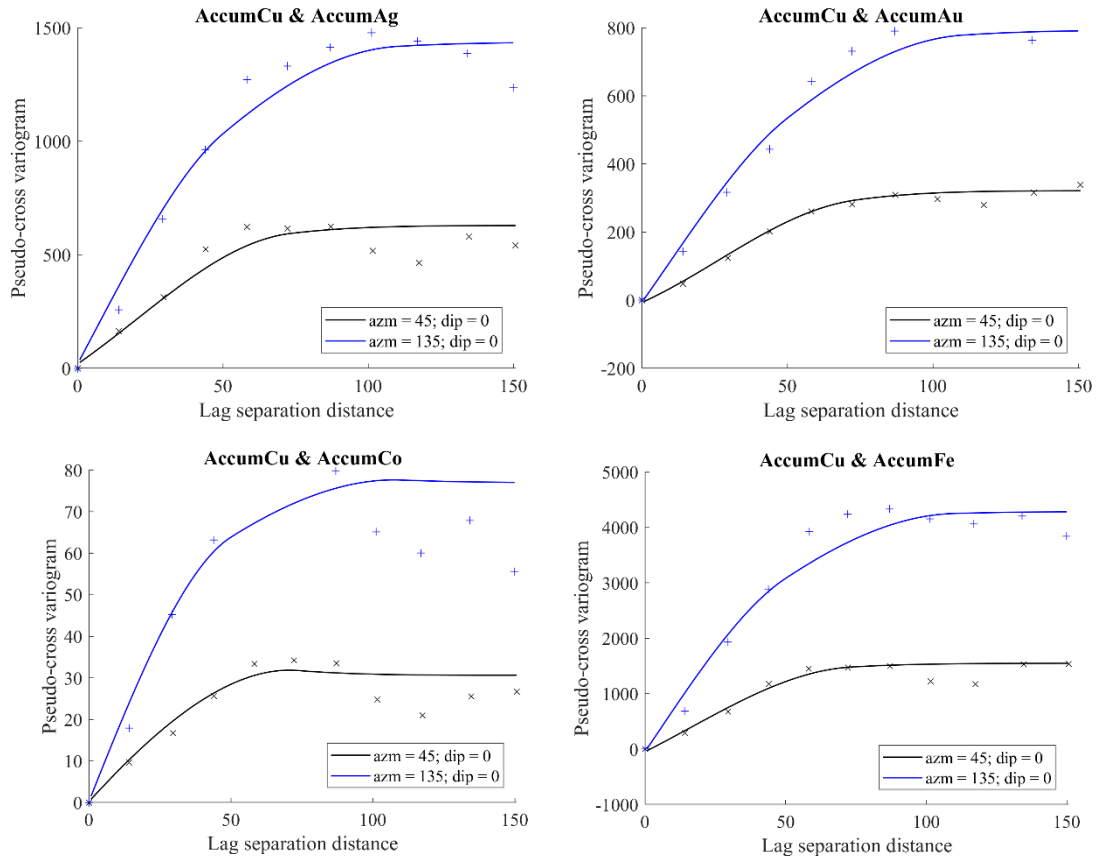 AccumCu & AccumAg
1500
1000
500
0
Pseudo-cross variogram
0
50
100
150
Lag separation distance
azm = 45; dip = 0
azm = 135; dip = 0
AccumCu & AccumAu
800
600
400
200
0
-200
Pseudo-cross variogram
0
50
100
150
Lag separation distance
azm = 45; dip = 0
azm = 135; dip = 0
AccumCu & AccumCo
80
70
60
50
40
30
20
10
0
Pseudo-cross variogram
0
50
100
150
Lag separation distance
azm = 45; dip = 0
azm = 135; dip = 0
AccumCu & AccumFe
5000
4000
3000
2000
1000
0
-1000
Pseudo-cross variogram
0
50
100
150
Lag separation distance
azm = 45; dip = 0
azm = 135; dip = 0